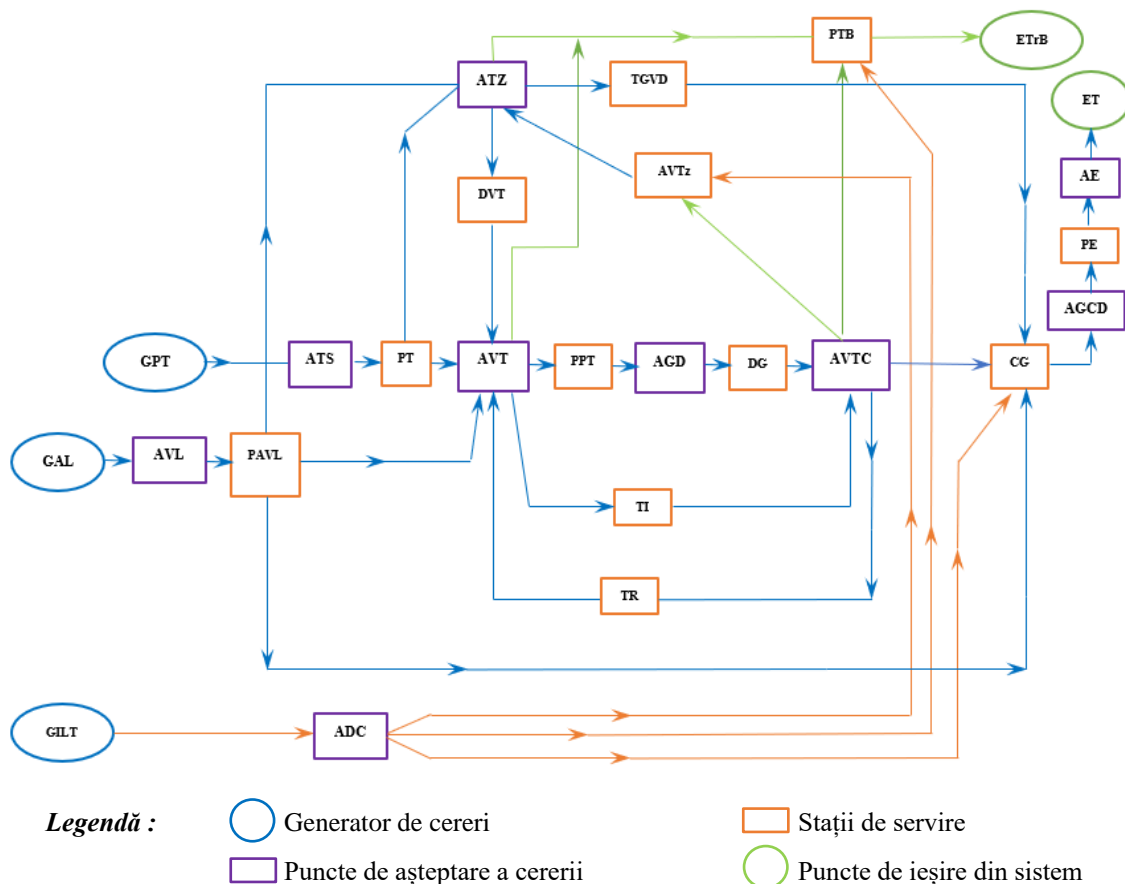 PTB
ETrB
ATZ
TGVD
ET
AVTz
AE
DVT
PE
AGCD
GPT
ATS
PT
AVT
PPT
AGD
DG
AVTC
CG
GAL
AVL
PAVL
TI
TR
GILT
ADC
Legendă :
Generator de cereri
Stații de servire
Puncte de așteptare a cererii
Puncte de ieșire din sistem